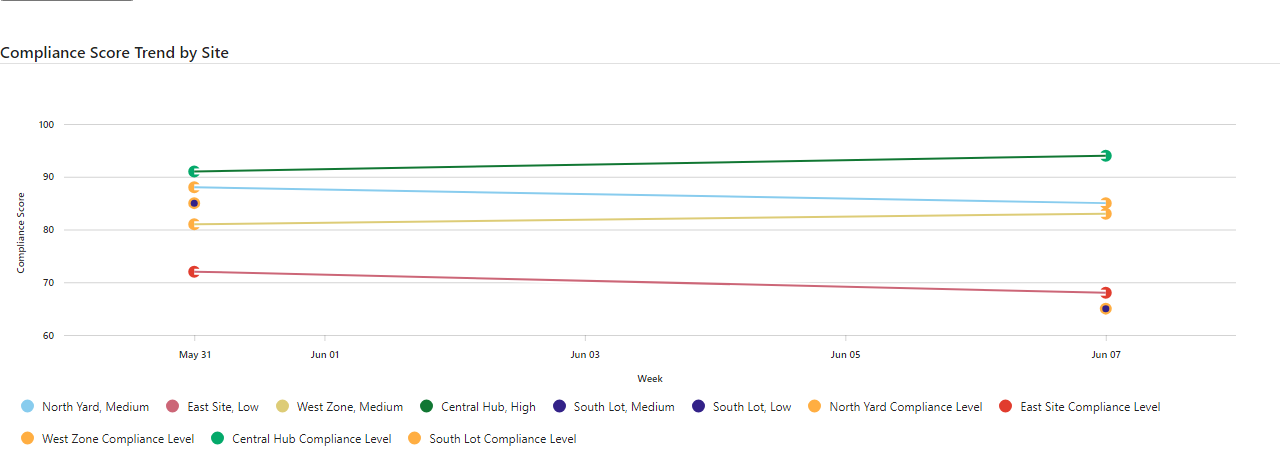 Compliance Score Trend by Site
100
90
80
70
60
Compliance Score
May 31 Jun 01 Jun 03 Jun 05 Jun 07
Week
North Yard, Medium East Site, Low West Zone, Medium Central Hub, High South Lot, Medium South Lot, Low North Yard Compliance Level East Site Compliance Level
West Zone Compliance Level Central Hub Compliance Level South Lot Compliance Level